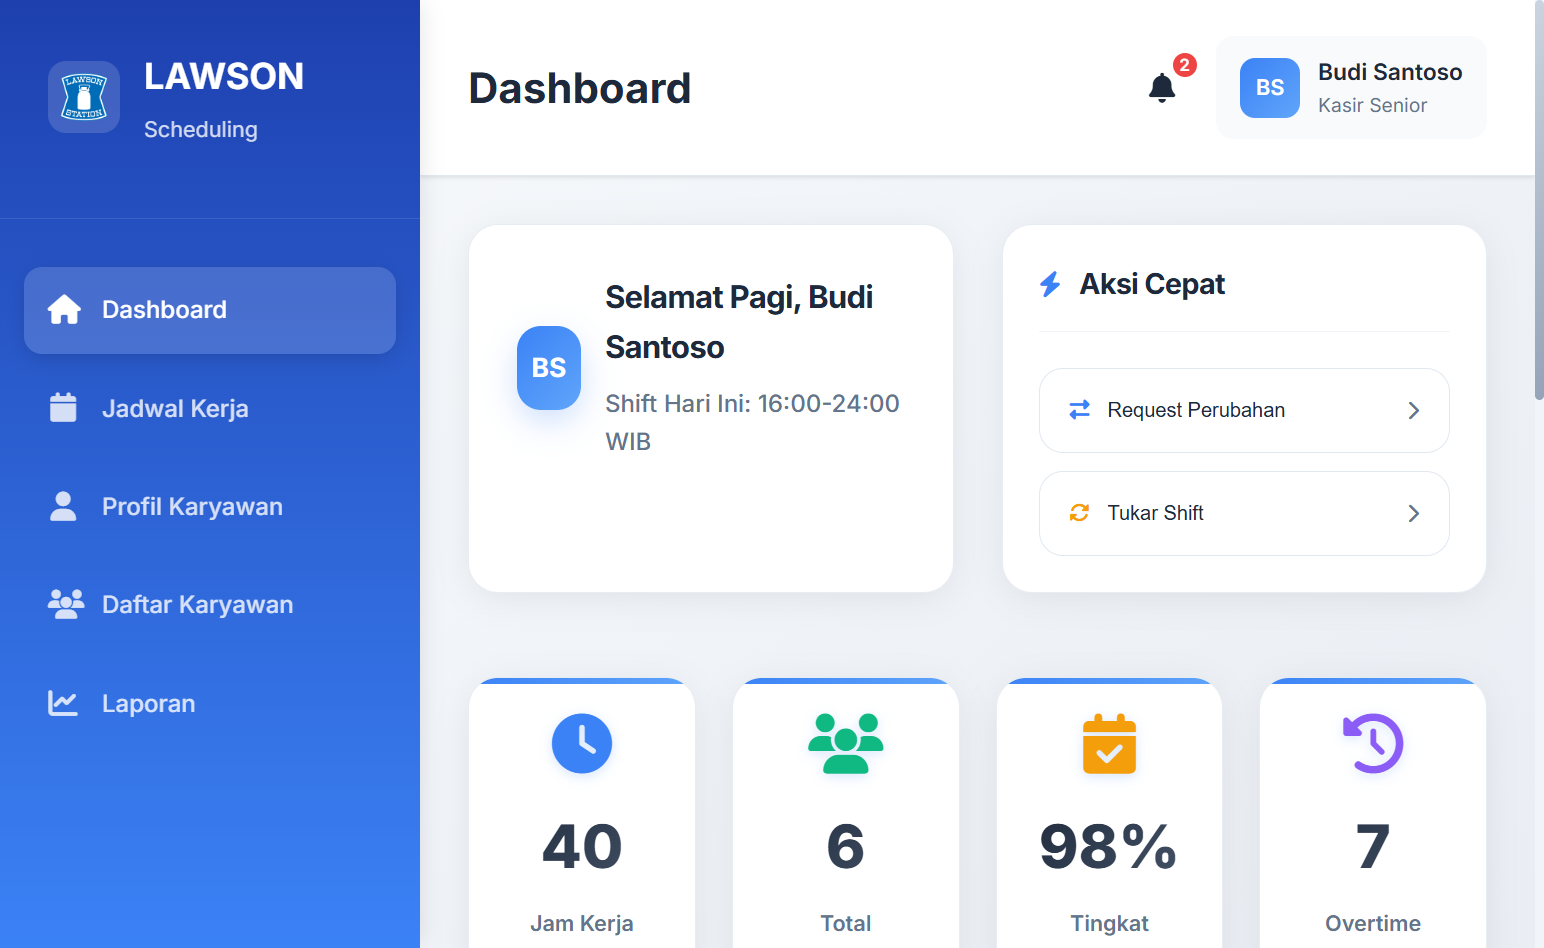 LAWSON
STATION
LAWSON
Scheduling
Dashboard
Jadwal Kerja
Profil Karyawan
Daftar Karyawan
Laporan
Dashboard
2
BS
Budi Santoso
Kasir Senior
BS
Selamat Pagi, Budi
Santoso
Shift Hari Ini: 16:00-24:00
WIB
Aksi Cepat
Request Perubahan
Tukar Shift
40
Jam Kerja
6
Total
98%
Tingkat
7
Overtime